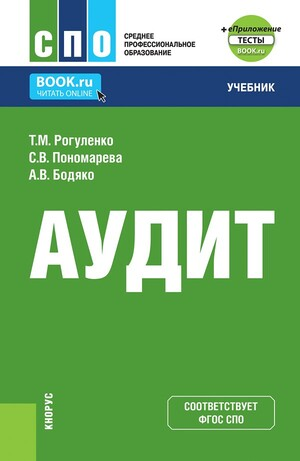 СПО
СРЕДНЕЕ
ПРОФЕССИОНАЛЬНОЕ
ОБРАЗОВАНИЕ
+ еПриложение
ТЕСТЫ
BOOK.ru
BOOK.ru
ЧИТАТЬ ONLINE
УЧЕБНИК
Т.М. Рогуленко
С.В. Пономарева
А.В. Бодяко
АУДИТ
КНОРУС
СООТВЕТСТВУЕТ
ФГОС СПО